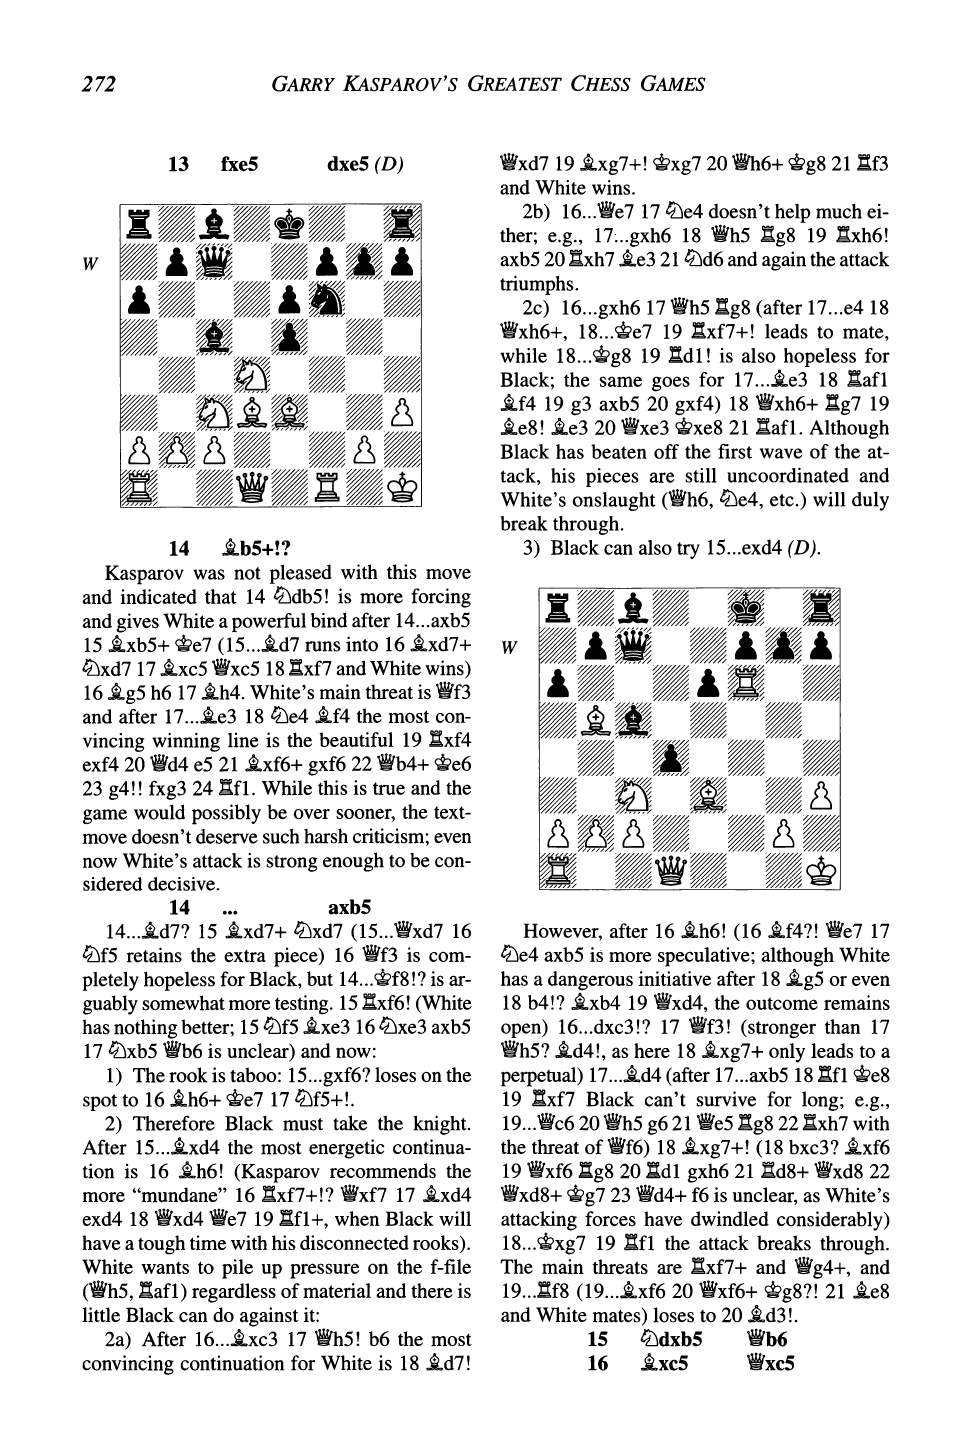 272
GARRY KASPAROV'S GREATEST CHESS GAMES
13 fxe5 dxe5 (D)
W
14 ♗b5+!?
Kasparov was not pleased with this move
and indicated that 14 ♘db5! is more forcing
and gives White a powerful bind after 14...axb5
15 ♗xb5+ ♔e7 (15...♗d7 runs into 16 ♗xd7+
♘xd7 17 ♗xc5 ♕xc5 18 ♖xf7 and White wins)
16 ♗g5 h6 17 ♗h4. White's main threat is ♕f3
and after 17...♗e3 18 ♘e4 ♗f4 the most con-
vincing winning line is the beautiful 19 ♖xf4
exf4 20 ♕d4 e5 21 ♗xf6+ gxf6 22 ♕b4+ ♔e6
23 g4!! fxg3 24 ♖f1. While this is true and the
game would possibly be over sooner, the text-
move doesn't deserve such harsh criticism; even
now White's attack is strong enough to be con-
sidered decisive.
14 ... axb5
14...♗d7? 15 ♗xd7+ ♘xd7 (15...♕xd7 16
♘f5 retains the extra piece) 16 ♕f3 is com-
pletely hopeless for Black, but 14...♔f8!? is ar-
guably somewhat more testing. 15 ♖xf6! (White
has nothing better; 15 ♘f5 ♗xe3 16 ♘xe3 axb5
17 ♘xb5 ♕b6 is unclear) and now:
1) The rook is taboo: 15...gxf6? loses on the
spot to 16 ♗h6+ ♔e7 17 ♘f5+!.
2) Therefore Black must take the knight.
After 15...♗xd4 the most energetic continua-
tion is 16 ♗h6! (Kasparov recommends the
more “mundane” 16 ♖xf7+!? ♕xf7 17 ♗xd4
exd4 18 ♕xd4 ♕e7 19 ♖f1+, when Black will
have a tough time with his disconnected rooks).
White wants to pile up pressure on the f-file
(♕h5, ♖af1) regardless of material and there is
little Black can do against it:
2a) After 16...♗xc3 17 ♕h5! b6 the most
convincing continuation for White is 18 ♗d7!
♕xd7 19 ♗xg7+! ♔xg7 20 ♕h6+ ♔g8 21 ♖f3
and White wins.
2b) 16...♕e7 17 ♘e4 doesn't help much ei-
ther; e.g., 17...gxh6 18 ♕h5 ♖g8 19 ♖xh6!
axb5 20 ♖xh7 ♗e3 21 ♘d6 and again the attack
triumphs.
2c) 16...gxh6 17 ♕h5 ♖g8 (after 17...e4 18
♕xh6+, 18...♔e7 19 ♖xf7+! leads to mate,
while 18...♔g8 19 ♖d1! is also hopeless for
Black; the same goes for 17...♗e3 18 ♖af1
♗f4 19 g3 axb5 20 gxf4) 18 ♕xh6+ ♖g7 19
♗e8! ♗e3 20 ♕xe3 ♔xe8 21 ♖af1. Although
Black has beaten off the first wave of the at-
tack, his pieces are still uncoordinated and
White's onslaught (♕h6, ♘e4, etc.) will duly
break through.
3) Black can also try 15...exd4 (D).
W
However, after 16 ♗h6! (16 ♗f4?! ♕e7 17
♘e4 axb5 is more speculative; although White
has a dangerous initiative after 18 ♗g5 or even
18 b4!? ♗xb4 19 ♕xd4, the outcome remains
open) 16...dxc3!? 17 ♕f3! (stronger than 17
♕h5? ♗d4!, as here 18 ♗xg7+ only leads to a
perpetual) 17...♗d4 (after 17...axb5 18 ♖f1 ♔e8
19 ♖xf7 Black can't survive for long; e.g.,
19...♕c6 20 ♕h5 g6 21 ♕e5 ♖g8 22 ♖xh7 with
the threat of ♕f6) 18 ♗xg7+! (18 bxc3? ♗xf6
19 ♕xf6 ♖g8 20 ♖d1 gxh6 21 ♖d8+ ♕xd8 22
♕xd8+ ♔g7 23 ♕d4+ f6 is unclear, as White's
attacking forces have dwindled considerably)
18...♔xg7 19 ♖f1 the attack breaks through.
The main threats are ♖xf7+ and ♕g4+, and
19...♖f8 (19...♗xf6 20 ♕xf6+ ♔g8?! 21 ♗e8
and White mates) loses to 20 ♗d3!.
15 ♘dxb5 ♕b6
16 ♗xc5 ♕xc5